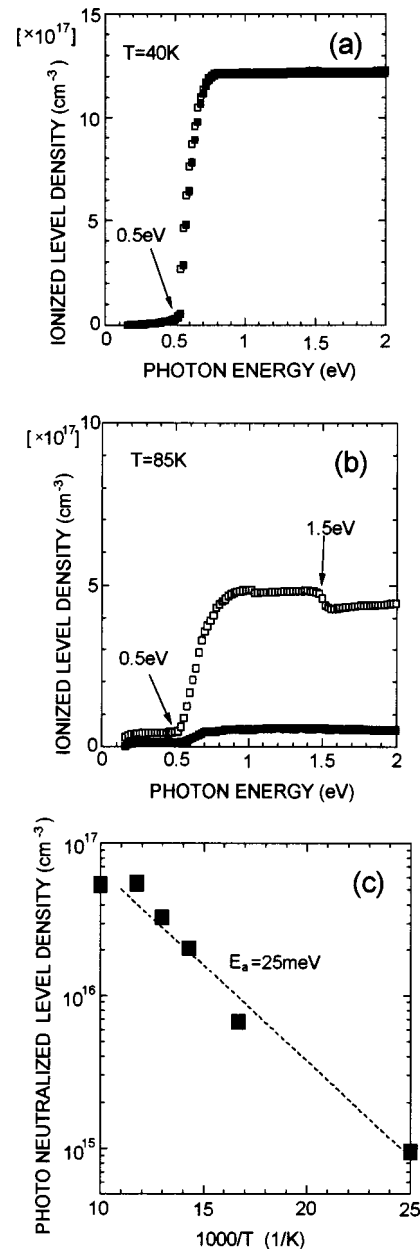 [×10¹⁷]
(a)
T=40K
15
10
5
0
0.5eV
IONIZED LEVEL DENSITY (cm⁻³)
0 0.5 1 1.5 2
PHOTON ENERGY (eV)
[×10¹⁷]
10
(b)
T=85K
1.5eV
5
0.5eV
0
IONIZED LEVEL DENSITY (cm⁻³)
0 0.5 1 1.5 2
PHOTON ENERGY (eV)
10¹⁷
(c)
Eₐ=25meV
10¹⁶
10¹⁵
PHOTO NEUTRALIZED LEVEL DENSITY (cm⁻³)
10 15 20 25
1000/T (1/K)